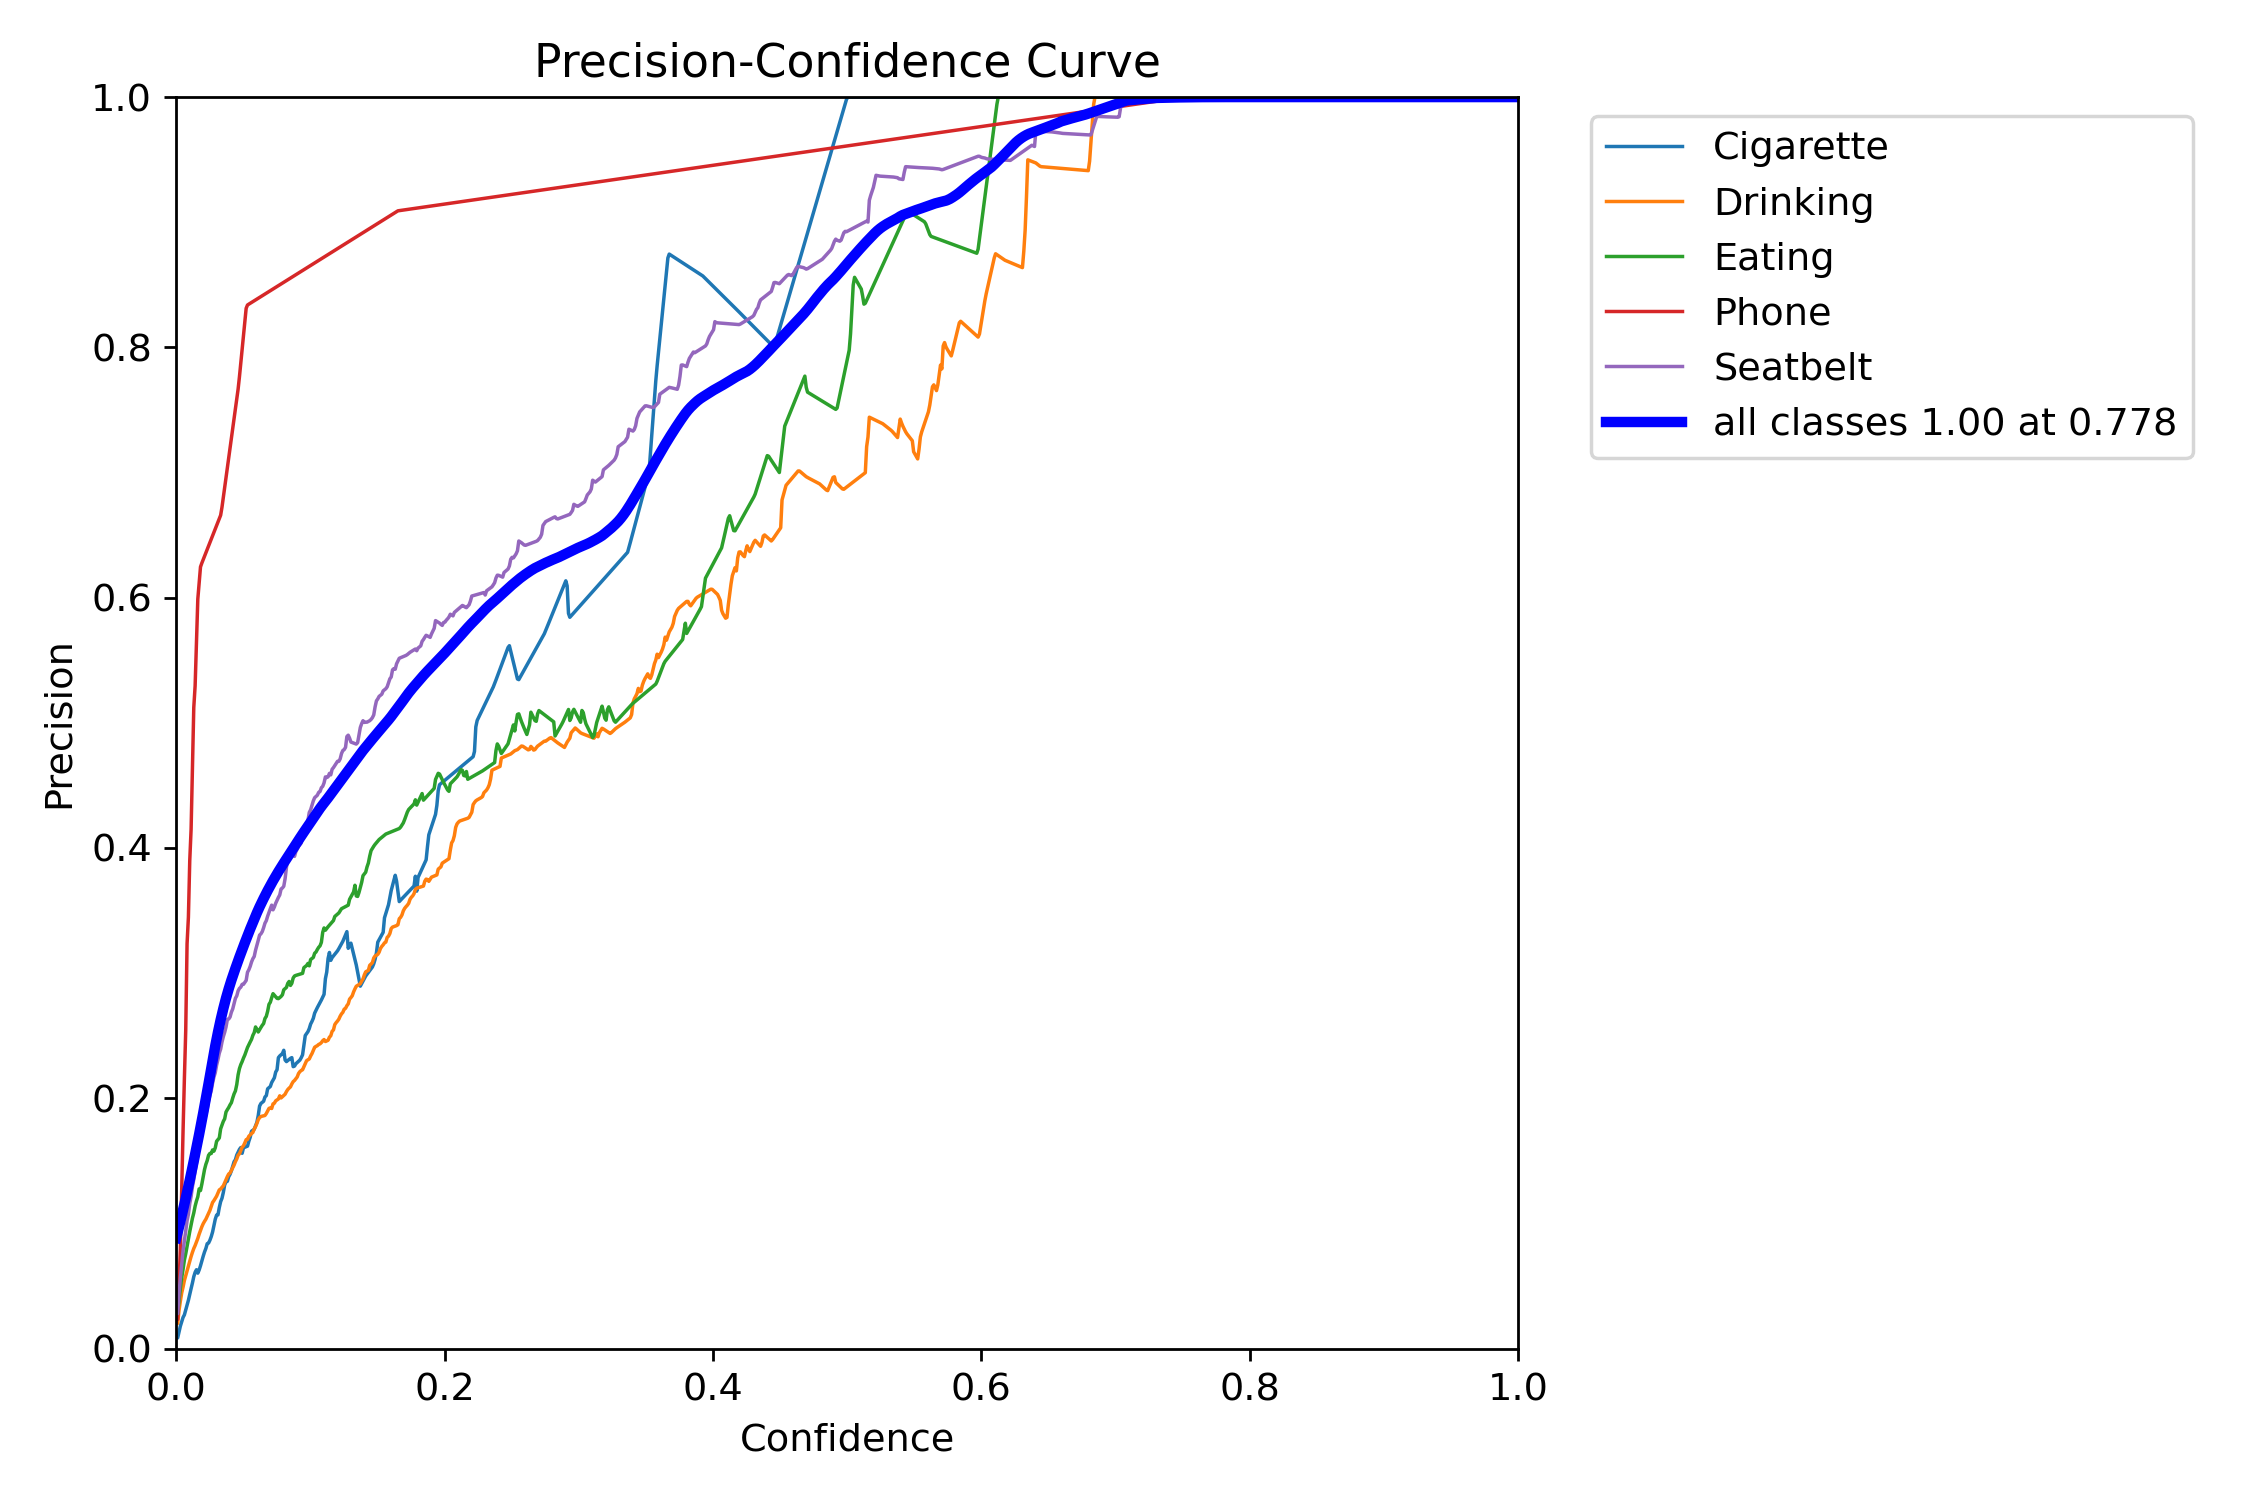 Precision-Confidence Curve
1.0
0.8
0.6
0.4
0.2
0.0
Precision
0.0 0.2 0.4 0.6 0.8 1.0
Confidence
Cigarette
Drinking
Eating
Phone
Seatbelt
all classes 1.00 at 0.778